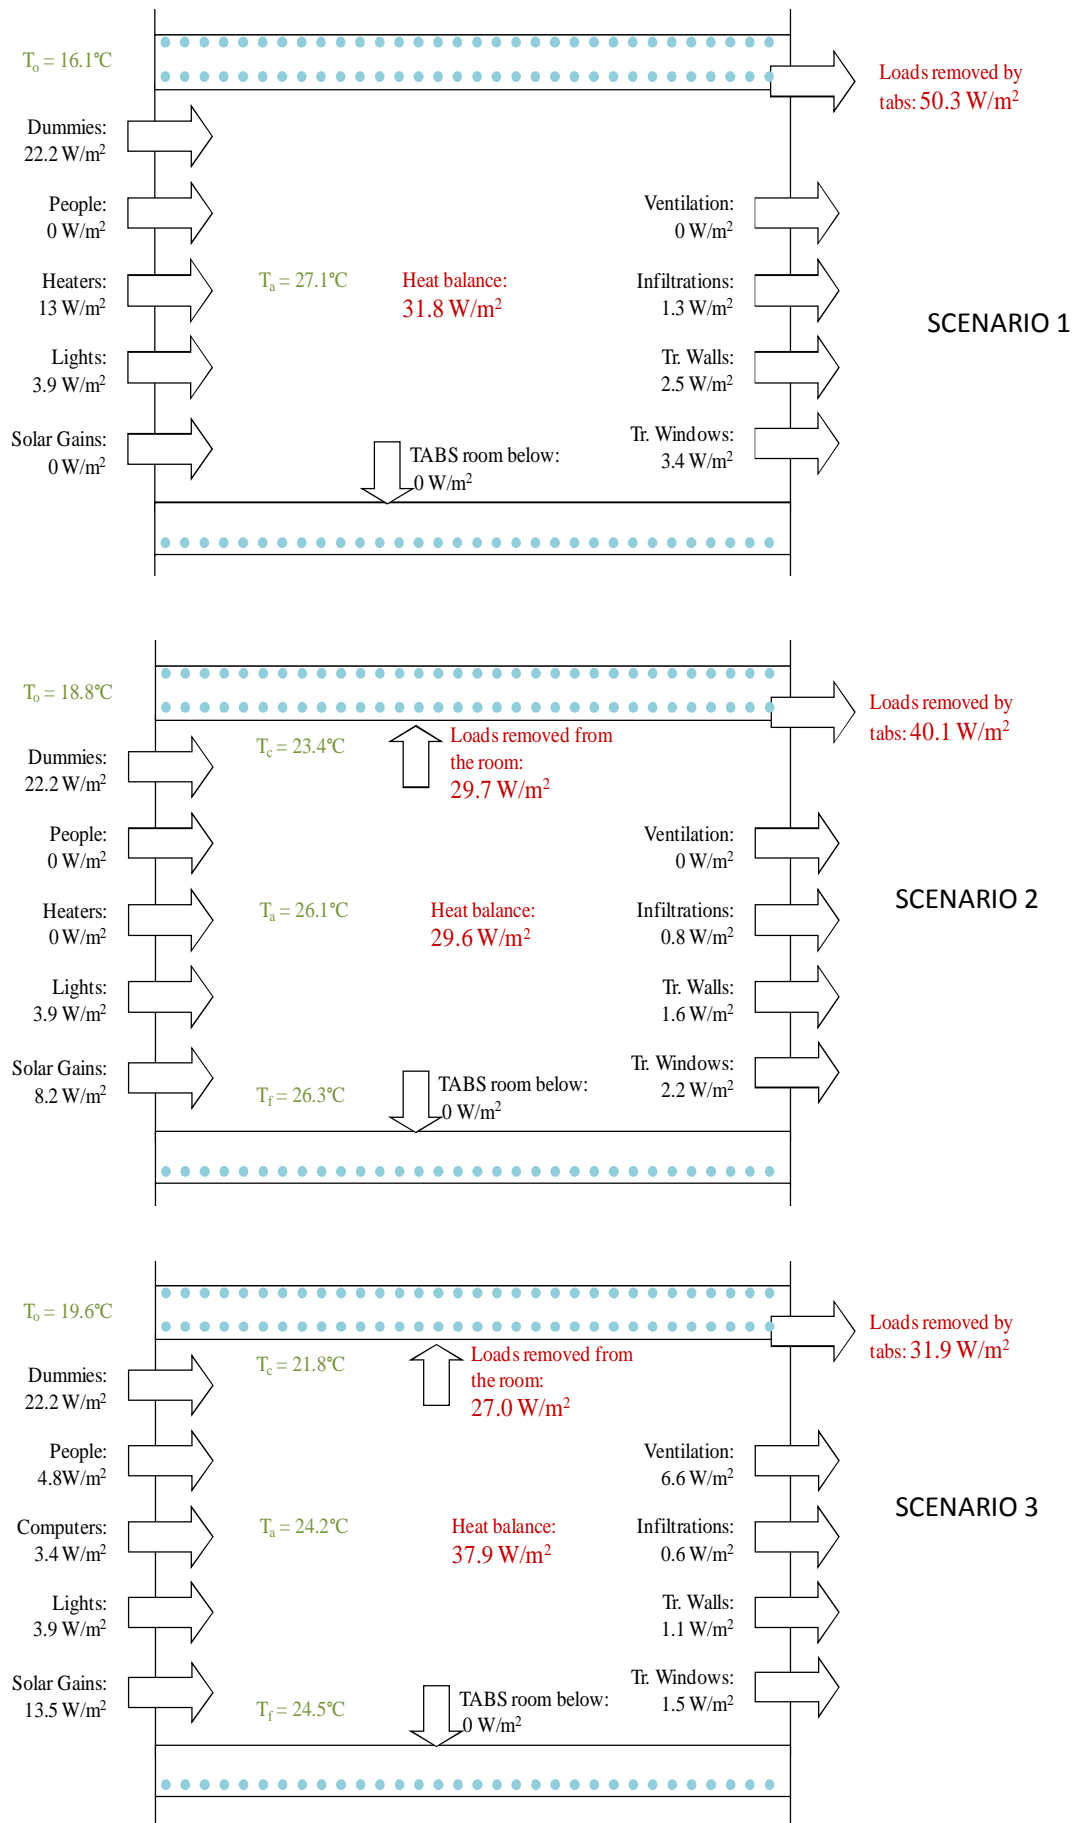 T₀ = 16.1°C
Loads removed by
tabs: 50.3 W/m²
Dummies:
22.2 W/m²
People:
0 W/m²
Ventilation:
0 W/m²
Heaters:
13 W/m²
Tₐ = 27.1°C
Heat balance:
31.8 W/m²
Infiltrations:
1.3 W/m²
SCENARIO 1
Lights:
3.9 W/m²
Tr. Walls:
2.5 W/m²
Solar Gains:
0 W/m²
TABS room below:
0 W/m²
Tr. Windows:
3.4 W/m²
T₀ = 18.8°C
Loads removed by
tabs: 40.1 W/m²
Dummies:
22.2 W/m²
T_c = 23.4°C
Loads removed from
the room:
29.7 W/m²
People:
0 W/m²
Ventilation:
0 W/m²
Heaters:
0 W/m²
Tₐ = 26.1°C
Heat balance:
29.6 W/m²
Infiltrations:
0.8 W/m²
SCENARIO 2
Lights:
3.9 W/m²
Tr. Walls:
1.6 W/m²
Solar Gains:
8.2 W/m²
T_f = 26.3°C
TABS room below:
0 W/m²
Tr. Windows:
2.2 W/m²
T₀ = 19.6°C
Loads removed by
tabs: 31.9 W/m²
Dummies:
22.2 W/m²
T_c = 21.8°C
Loads removed from
the room:
27.0 W/m²
People:
4.8W/m²
Ventilation:
6.6 W/m²
Computers:
3.4 W/m²
Tₐ = 24.2°C
Heat balance:
37.9 W/m²
Infiltrations:
0.6 W/m²
SCENARIO 3
Lights:
3.9 W/m²
Tr. Walls:
1.1 W/m²
Solar Gains:
13.5 W/m²
T_f = 24.5°C
TABS room below:
0 W/m²
Tr. Windows:
1.5 W/m²